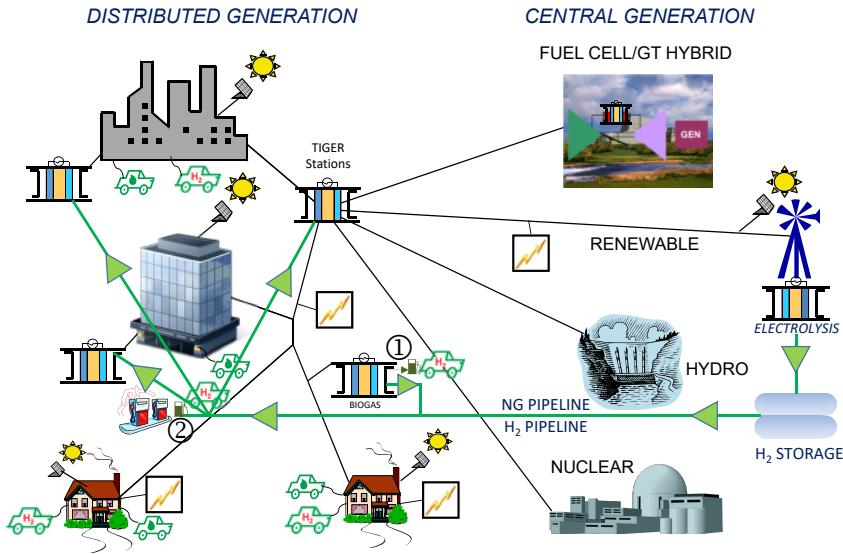 DISTRIBUTED GENERATION
CENTRAL GENERATION
FUEL CELL/GT HYBRID
GEN
TIGER
Stations
H2
RENEWABLE
ELECTROLYSIS
①
H2
HYDRO
BIOGAS
H2
②
NG PIPELINE
H₂ PIPELINE
H₂ STORAGE
NUCLEAR
H2
H2